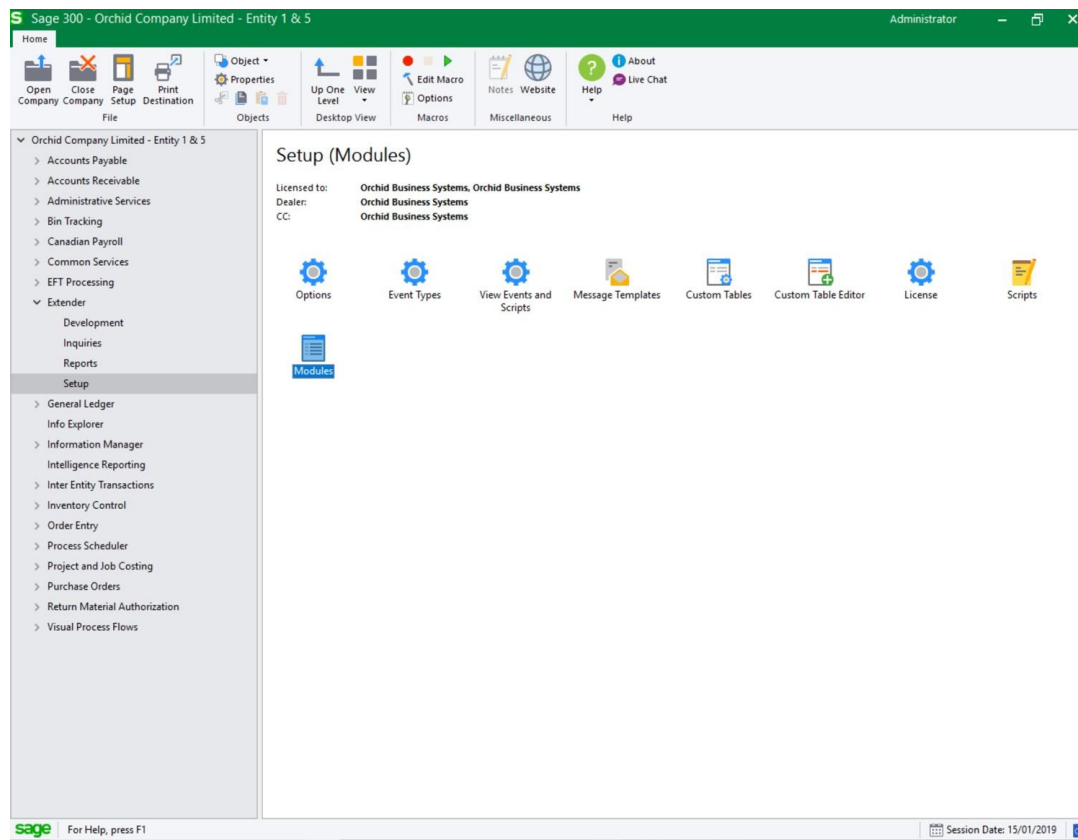 S Sage 300 - Orchid Company Limited - Entity 1 & 5 Administrator
Home
Open Company
Close Company
Page Setup
Print Destination
File
Object
Properties
Objects
Up One Level
View
Desktop View
Edit Macro
Options
Macros
Notes
Website
Miscellaneous
Help
About
Live Chat
Help
Orchid Company Limited - Entity 1 & 5
Accounts Payable
Accounts Receivable
Administrative Services
Bin Tracking
Canadian Payroll
Common Services
EFT Processing
Extender
Development
Inquiries
Reports
Setup
General Ledger
Info Explorer
Information Manager
Intelligence Reporting
Inter Entity Transactions
Inventory Control
Order Entry
Process Scheduler
Project and Job Costing
Purchase Orders
Return Material Authorization
Visual Process Flows
Setup (Modules)
Licensed to: Orchid Business Systems, Orchid Business Systems
Dealer: Orchid Business Systems
CC: Orchid Business Systems
Options
Event Types
View Events and Scripts
Message Templates
Custom Tables
Custom Table Editor
License
Scripts
Modules
sage For Help, press F1 Session Date: 15/01/2019